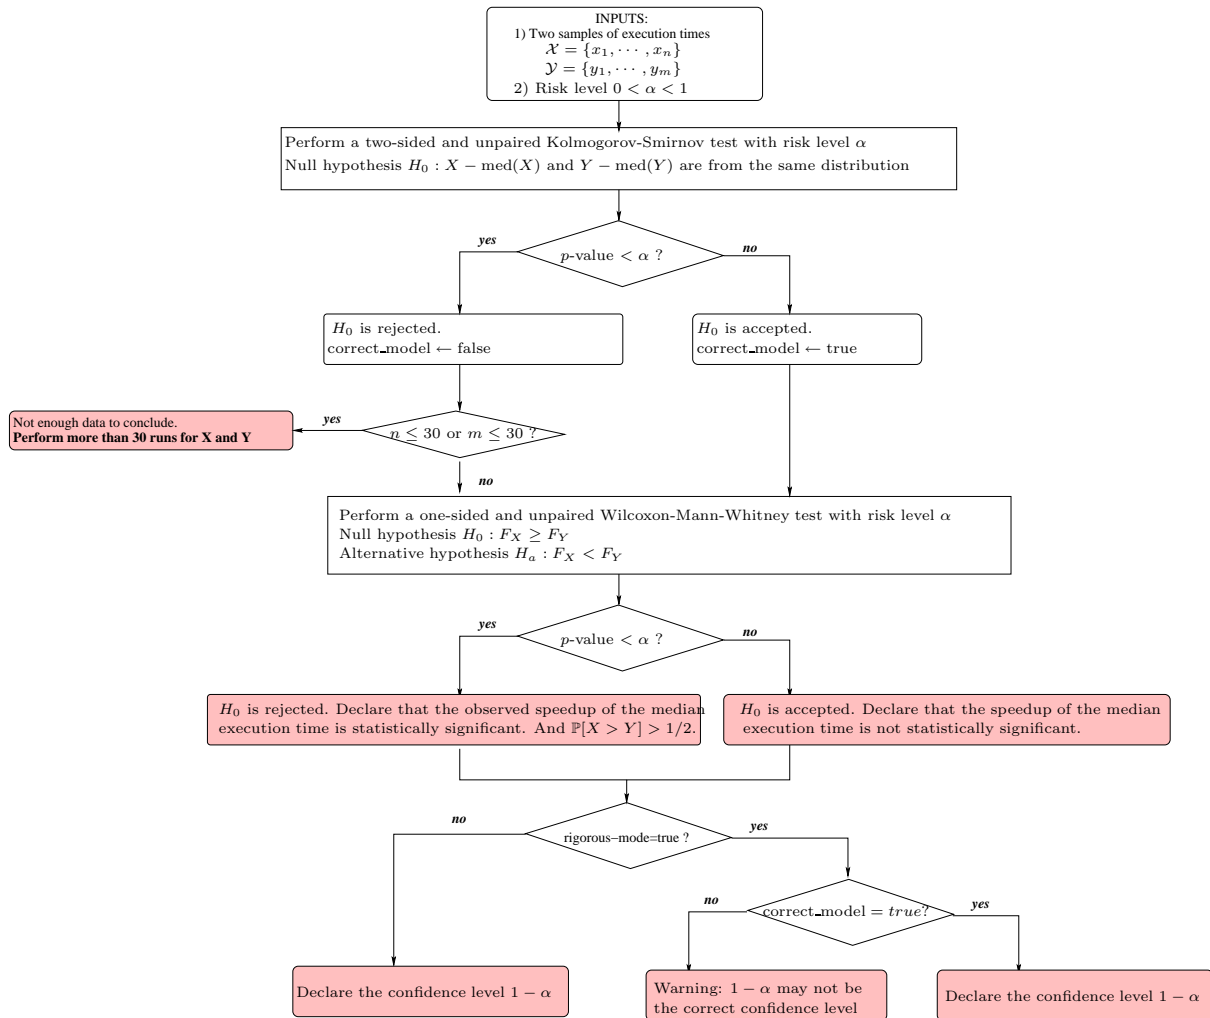 INPUTS:
1) Two samples of execution times
𝒳 = {x₁, ⋯ , xₙ}
𝒴 = {y₁, ⋯ , yₘ}
2) Risk level 0 < α < 1
Perform a two-sided and unpaired Kolmogorov-Smirnov test with risk level α
Null hypothesis H₀ : X − med(X) and Y − med(Y) are from the same distribution
yes
p-value < α ?
no
H₀ is rejected.
correct_model ← false
H₀ is accepted.
correct_model ← true
Not enough data to conclude.
Perform more than 30 runs for X and Y
yes
n ≤ 30 or m ≤ 30 ?
no
Perform a one-sided and unpaired Wilcoxon-Mann-Whitney test with risk level α
Null hypothesis H₀ : F_X ≥ F_Y
Alternative hypothesis Hₐ : F_X < F_Y
yes
p-value < α ?
no
H₀ is rejected. Declare that the observed speedup of the median
execution time is statistically significant. And ℙ[X > Y] > 1/2.
H₀ is accepted. Declare that the speedup of the median
execution time is not statistically significant.
no
rigorous−mode=true ?
yes
no
correct_model = true?
yes
Declare the confidence level 1 − α
Warning: 1 − α may not be
the correct confidence level
Declare the confidence level 1 − α